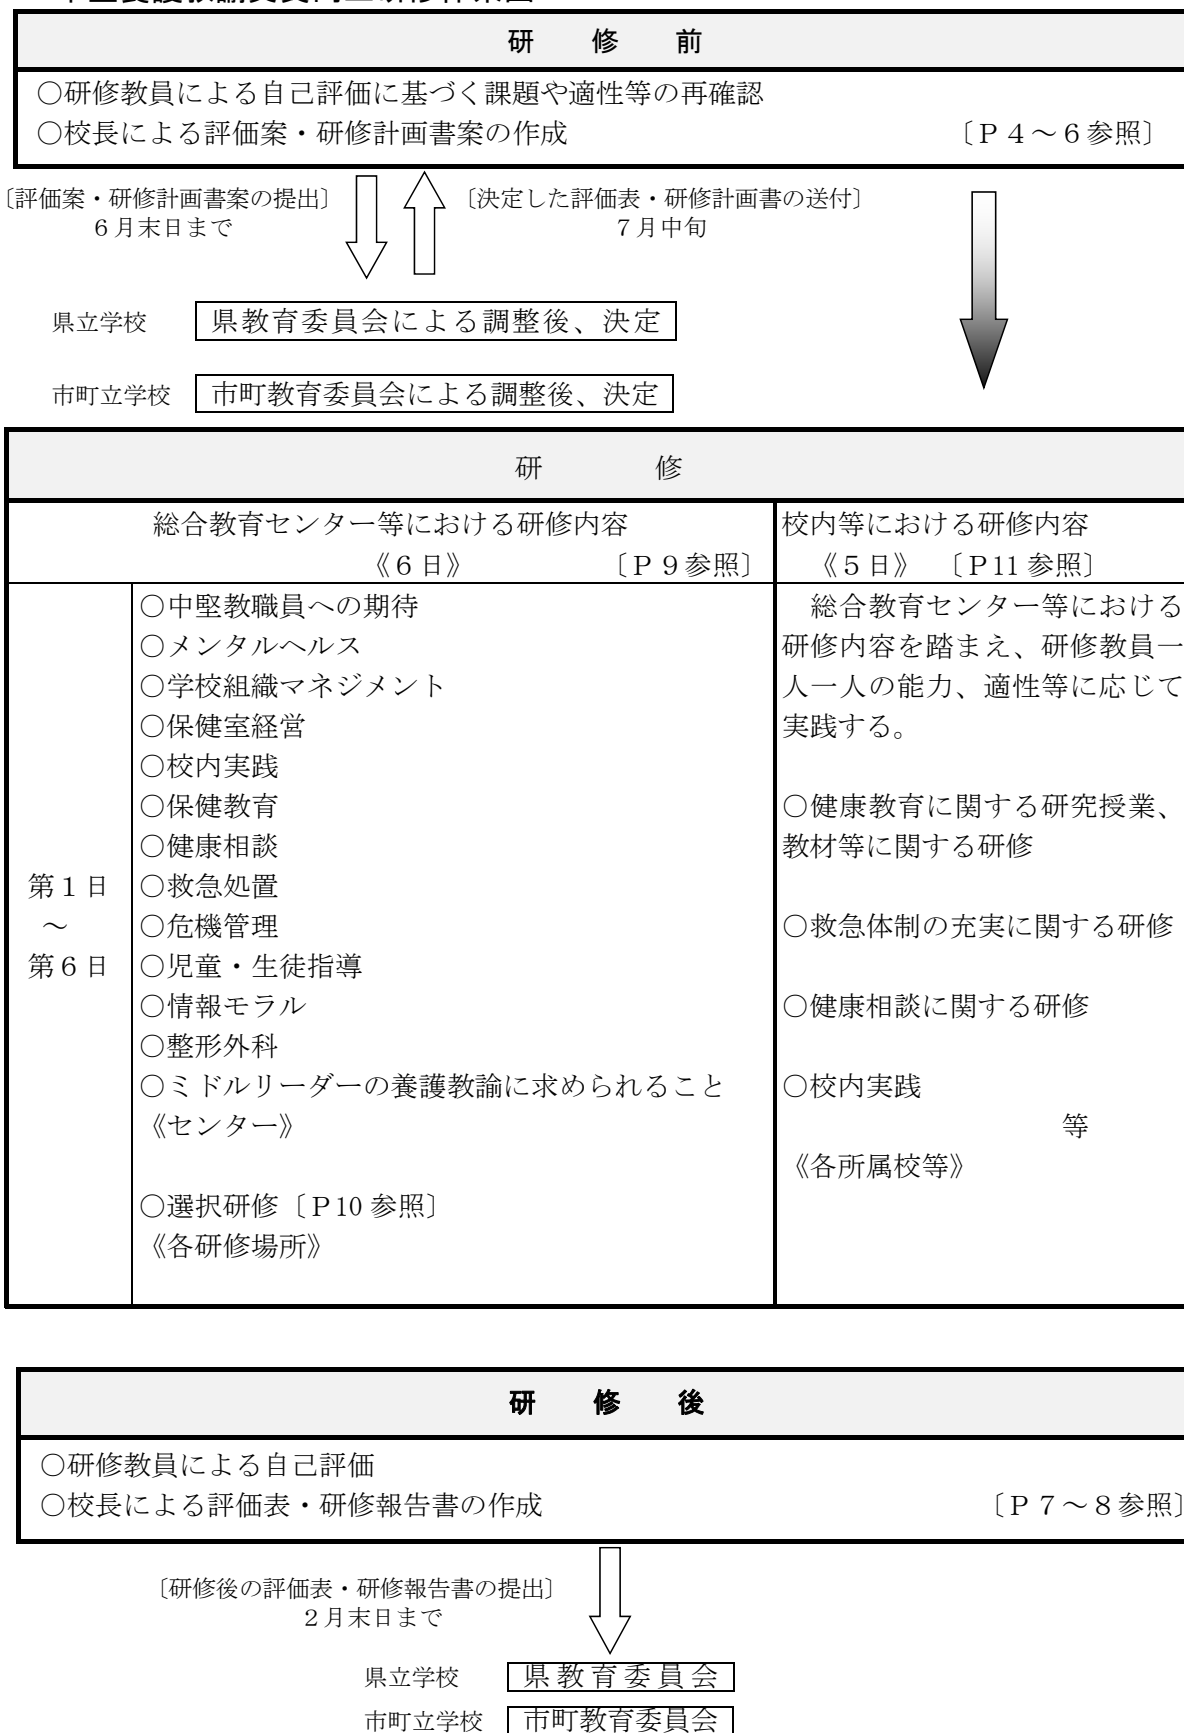 研　修　前
○研修教員による自己評価に基づく課題や適性等の再確認
○校長による評価案・研修計画書案の作成　〔Ｐ４～６参照〕
〔評価案・研修計画書案の提出〕
６月末日まで
〔決定した評価表・研修計画書の送付〕
７月中旬
県立学校　県教育委員会による調整後、決定
市町立学校　市町教育委員会による調整後、決定
研　修
総合教育センター等における研修内容
《６日》　〔Ｐ９参照〕
校内等における研修内容
《５日》　〔Ｐ11参照〕
第１日
～
第６日
○中堅教職員への期待
○メンタルヘルス
○学校組織マネジメント
○保健室経営
○校内実践
○保健教育
○健康相談
○救急処置
○危機管理
○児童・生徒指導
○情報モラル
○整形外科
○ミドルリーダーの養護教諭に求められること
《センター》
○選択研修〔Ｐ10参照〕
《各研修場所》
　総合教育センター等における
研修内容を踏まえ、研修教員一
人一人の能力、適性等に応じて
実践する。
○健康教育に関する研究授業、
教材等に関する研修
○救急体制の充実に関する研修
○健康相談に関する研修
○校内実践
等
《各所属校等》
研　修　後
○研修教員による自己評価
○校長による評価表・研修報告書の作成　〔Ｐ７～８参照〕
〔研修後の評価表・研修報告書の提出〕
２月末日まで
県立学校　県教育委員会
市町立学校　市町教育委員会